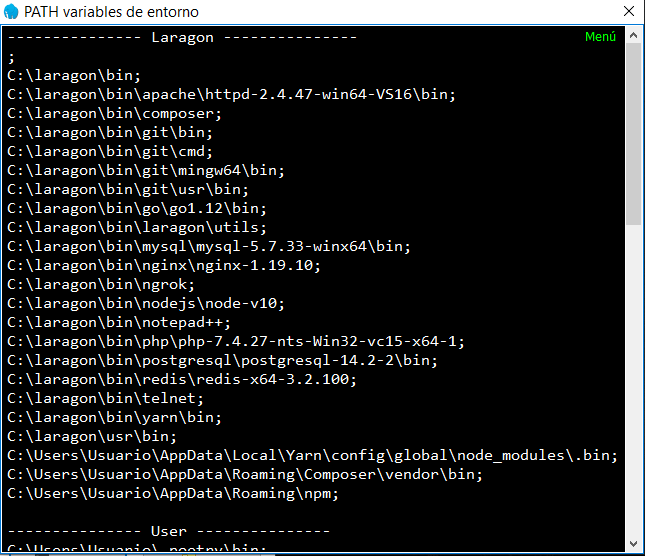 PATH variables de entorno
--------------- Laragon ---------------
Menú
;
C:\laragon\bin;
C:\laragon\bin\apache\httpd-2.4.47-win64-VS16\bin;
C:\laragon\bin\composer;
C:\laragon\bin\git\bin;
C:\laragon\bin\git\cmd;
C:\laragon\bin\git\mingw64\bin;
C:\laragon\bin\git\usr\bin;
C:\laragon\bin\go\go1.12\bin;
C:\laragon\bin\laragon\utils;
C:\laragon\bin\mysql\mysql-5.7.33-winx64\bin;
C:\laragon\bin\nginx\nginx-1.19.10;
C:\laragon\bin\ngrok;
C:\laragon\bin\nodejs\node-v10;
C:\laragon\bin\notepad++;
C:\laragon\bin\php\php-7.4.27-nts-Win32-vc15-x64-1;
C:\laragon\bin\postgresql\postgresql-14.2-2\bin;
C:\laragon\bin\redis\redis-x64-3.2.100;
C:\laragon\bin\telnet;
C:\laragon\bin\yarn\bin;
C:\laragon\usr\bin;
C:\Users\Usuario\AppData\Local\Yarn\config\global\node_modules\.bin;
C:\Users\Usuario\AppData\Roaming\Composer\vendor\bin;
C:\Users\Usuario\AppData\Roaming\npm;
--------------- User ---------------
C:\Users\Usuario\.poetry\bin;